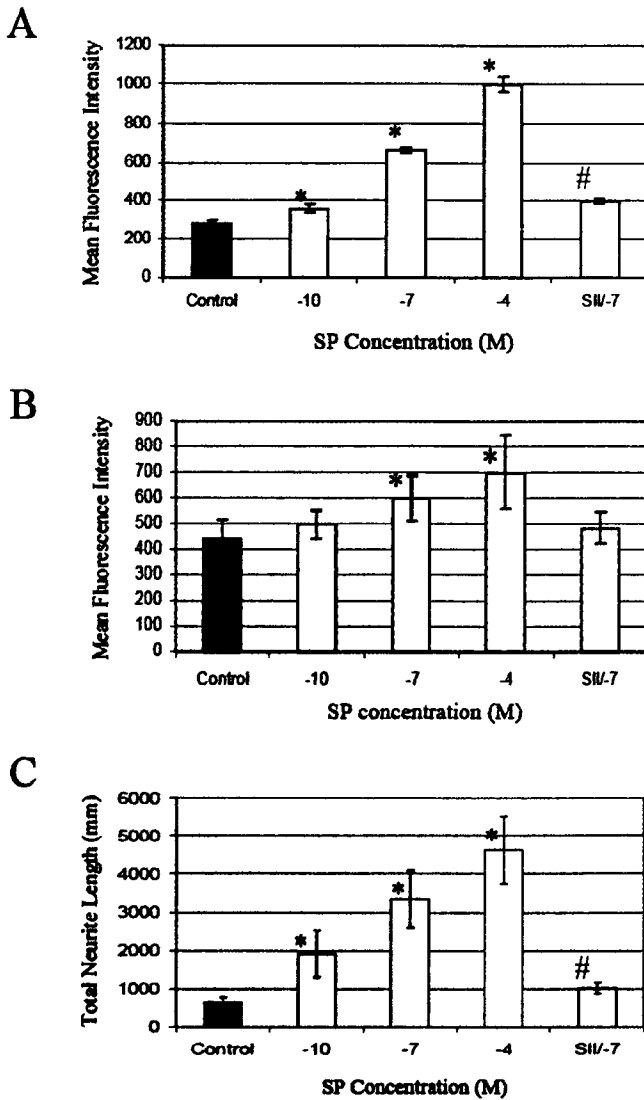 A
Mean Fluorescence Intensity
1200
1000
800
600
400
200
0
*
*
*
#
Control
-10
-7
-4
SII/-7
SP Concentration (M)
B
Mean Fluorescence Intensity
900
800
700
600
500
400
300
200
100
0
*
*
Control
-10
-7
-4
SII/-7
SP concentration (M)
C
Total Neurite Length (mm)
6000
5000
4000
3000
2000
1000
0
*
*
*
#
Control
-10
-7
-4
SII/-7
SP Concentration (M)